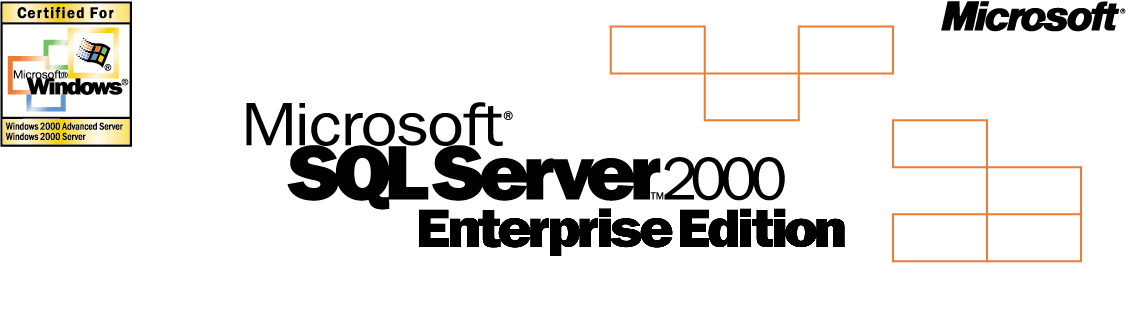 Certified For
Microsoft®
Windows®
®
Windows 2000 Advanced Server
Windows 2000 Server
Microsoft®
Microsoft®
SQL Server™ 2000
Enterprise Edition